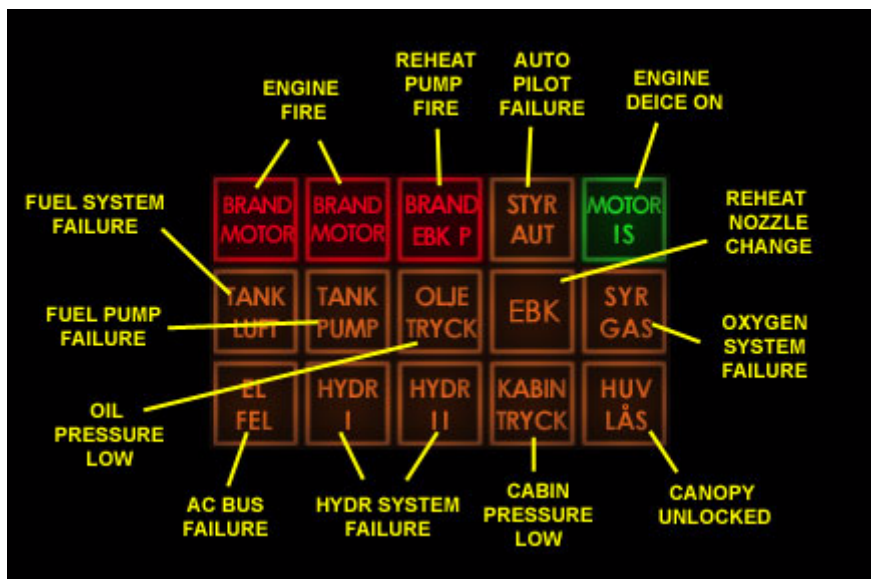 ENGINE
FIRE
REHEAT
PUMP
FIRE
AUTO
PILOT
FAILURE
ENGINE
DEICE ON
FUEL SYSTEM
FAILURE
BRAND
MOTOR
BRAND
MOTOR
BRAND
EBK P
STYR
AUT
MOTOR
IS
REHEAT
NOZZLE
CHANGE
FUEL PUMP
FAILURE
TANK
LUFT
TANK
PUMP
OLJE
TRYCK
EBK
SYR
GAS
OXYGEN
SYSTEM
FAILURE
OIL
PRESSURE
LOW
EL
FEL
HYDR
I
HYDR
II
KABIN
TRYCK
HUV
LÅS
AC BUS
FAILURE
HYDR SYSTEM
FAILURE
CABIN
PRESSURE
LOW
CANOPY
UNLOCKED